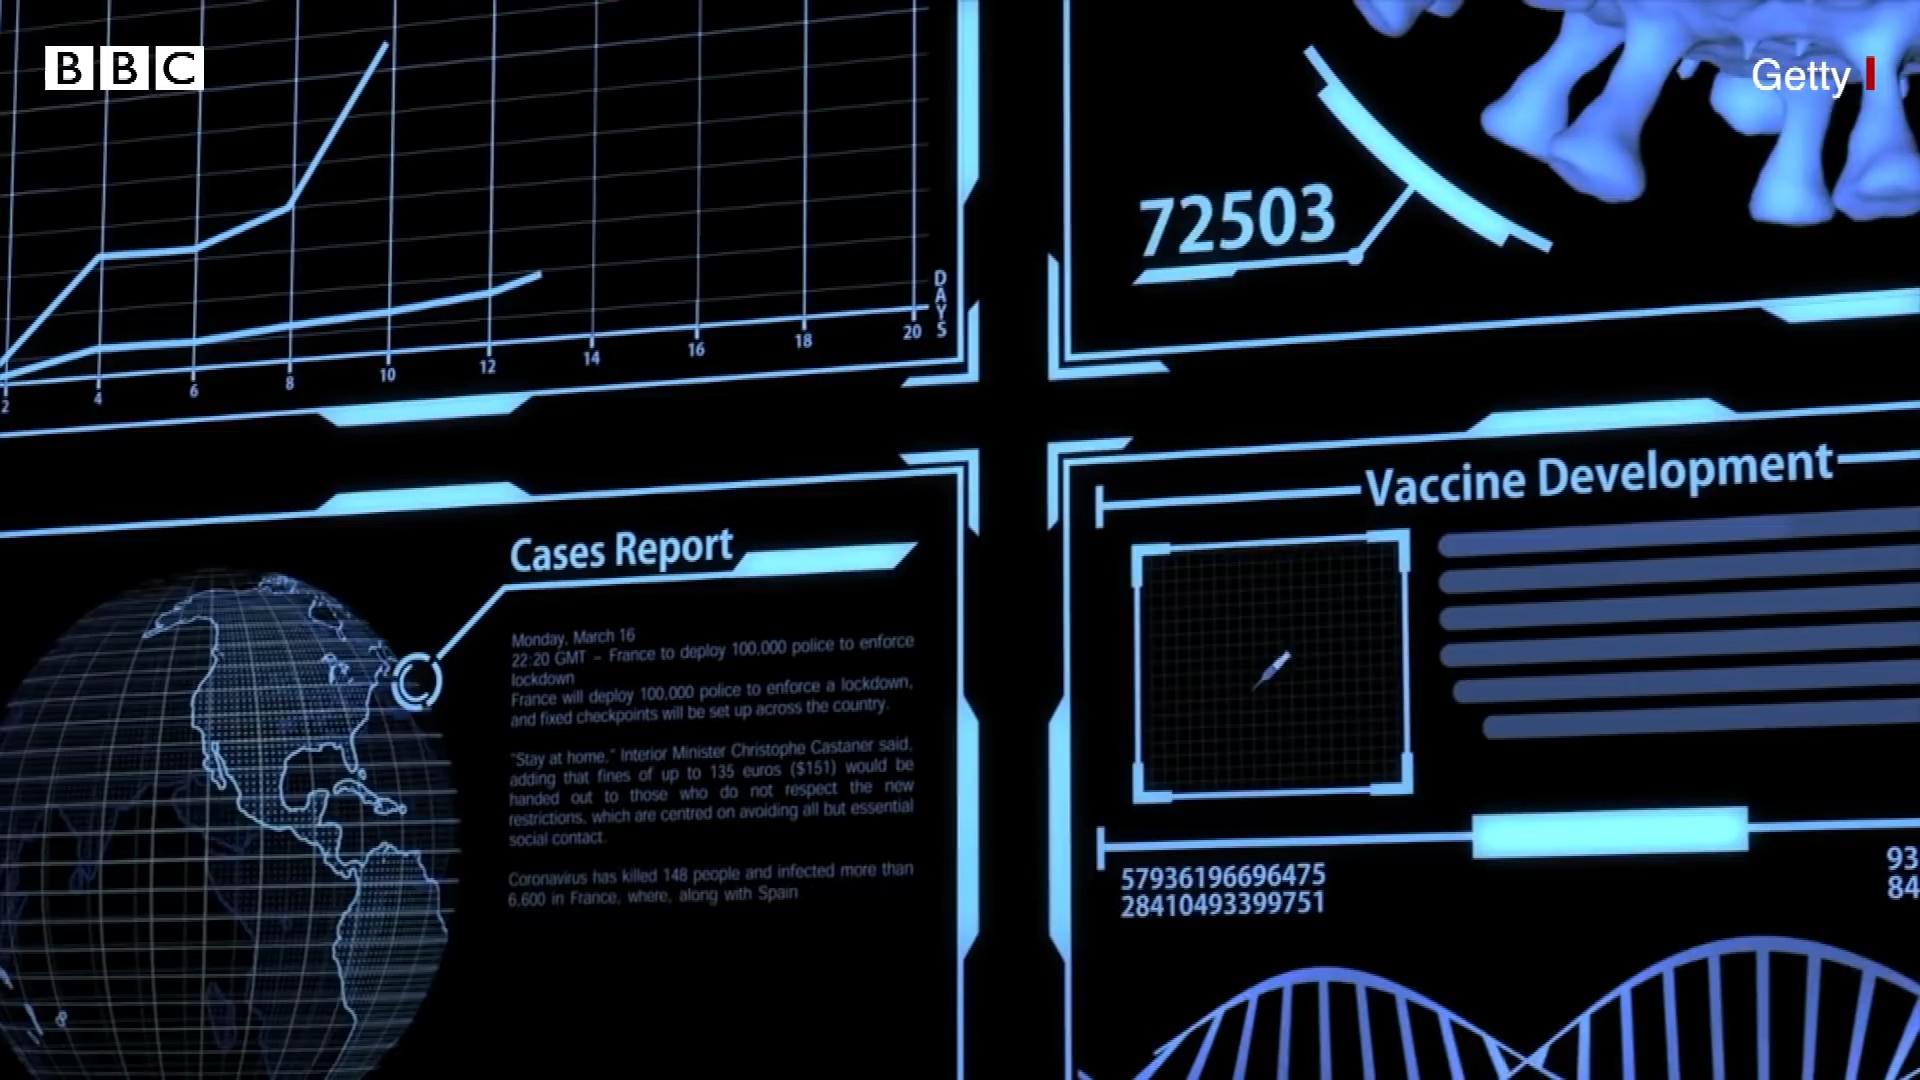 BBC
Getty
72503
DAYS
2 4 6 8 10 12 14 16 18 20
Cases Report
Monday, March 16
22:20 GMT – France to deploy 100,000 police to enforce
lockdown
France will deploy 100,000 police to enforce a lockdown,
and fixed checkpoints will be set up across the country.
"Stay at home," Interior Minister Christophe Castaner said,
adding that fines of up to 135 euros ($151) would be
handed out to those who do not respect the new
restrictions, which are centred on avoiding all but essential
social contact.
Coronavirus has killed 148 people and infected more than
6,600 in France, where, along with Spain
Vaccine Development
57936196696475
28410493399751
93
84